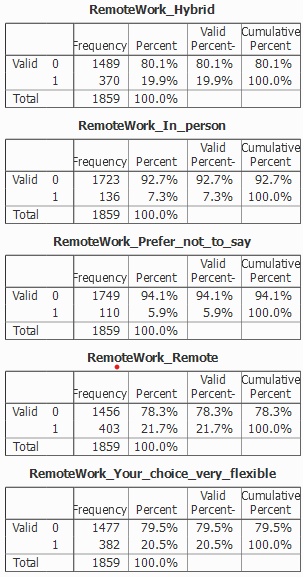 RemoteWork_Hybrid
Frequency Percent Valid Percent- Cumulative Percent
Valid 0 1489 80.1% 80.1% 80.1%
1 370 19.9% 19.9% 100.0%
Total 1859 100.0%
RemoteWork_In_person
Frequency Percent Valid Percent- Cumulative Percent
Valid 0 1723 92.7% 92.7% 92.7%
1 136 7.3% 7.3% 100.0%
Total 1859 100.0%
RemoteWork_Prefer_not_to_say
Frequency Percent Valid Percent- Cumulative Percent
Valid 0 1749 94.1% 94.1% 94.1%
1 110 5.9% 5.9% 100.0%
Total 1859 100.0%
RemoteWork_Remote
Frequency Percent Valid Percent- Cumulative Percent
Valid 0 1456 78.3% 78.3% 78.3%
1 403 21.7% 21.7% 100.0%
Total 1859 100.0%
RemoteWork_Your_choice_very_flexible
Frequency Percent Valid Percent- Cumulative Percent
Valid 0 1477 79.5% 79.5% 79.5%
1 382 20.5% 20.5% 100.0%
Total 1859 100.0%